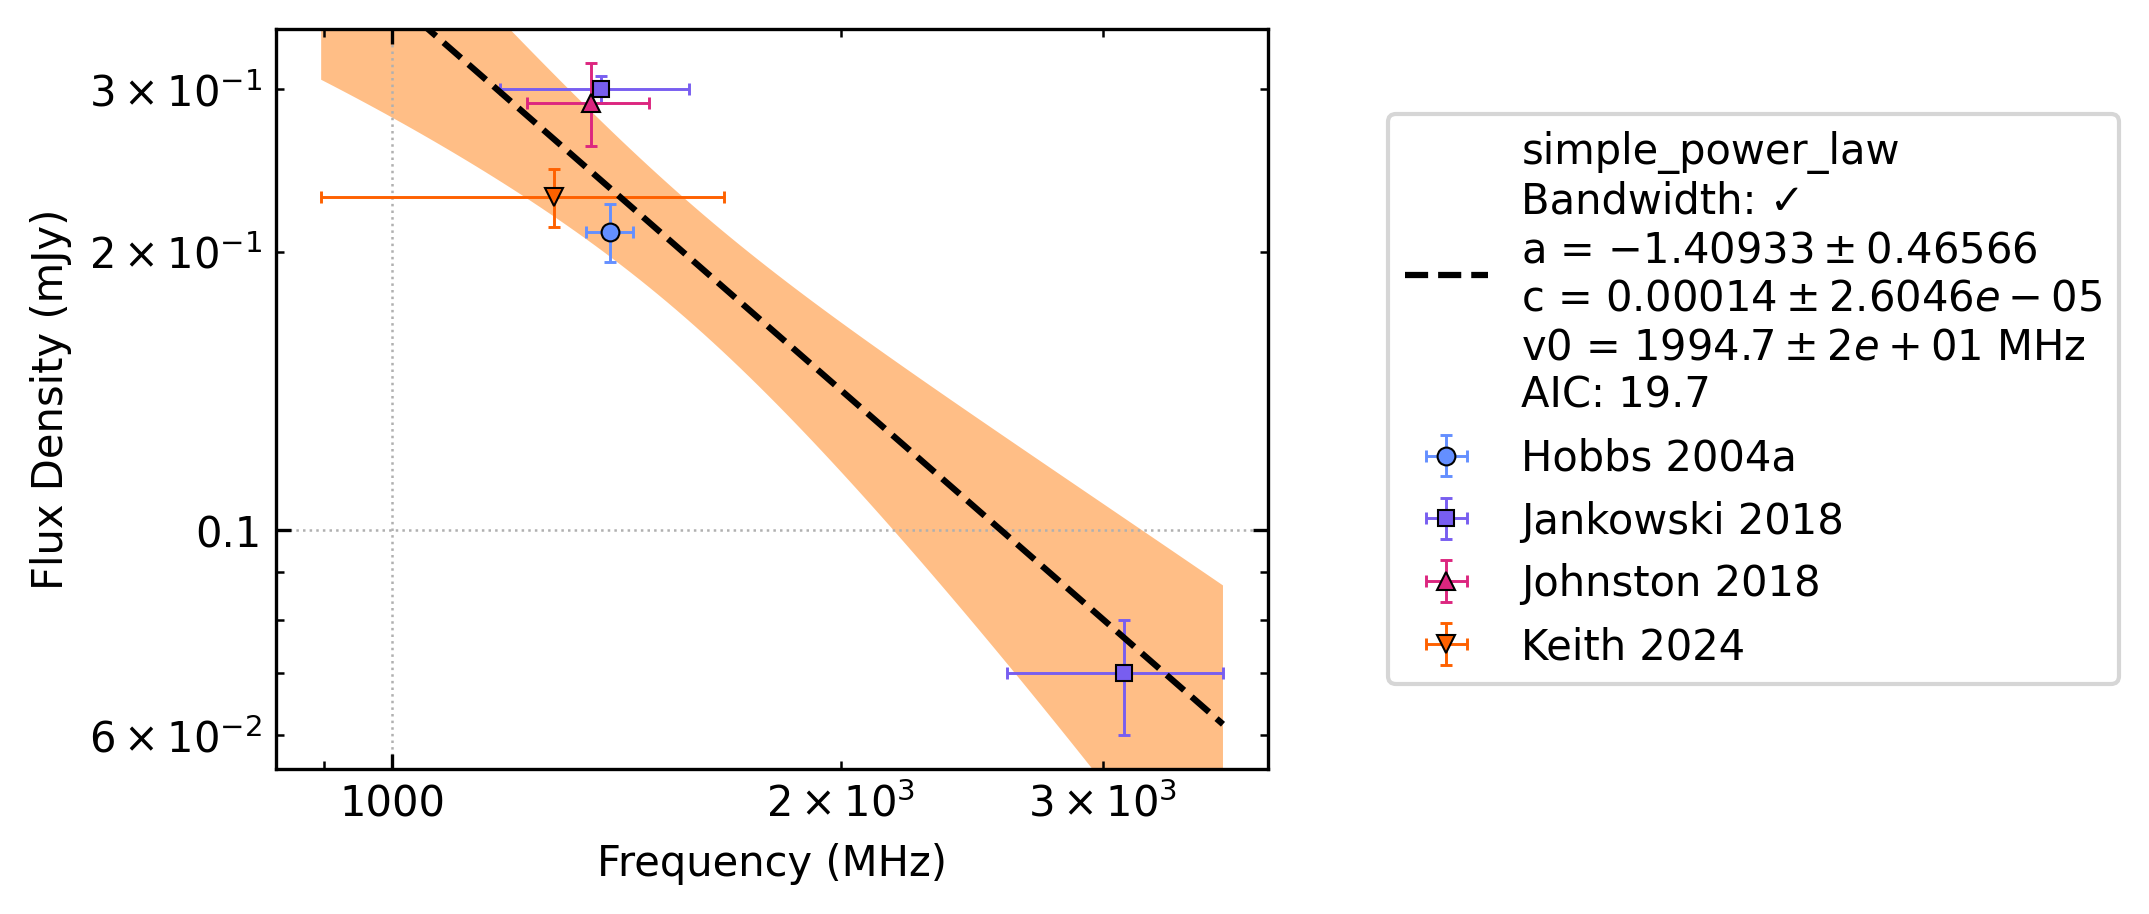 3 × 10⁻¹
2 × 10⁻¹
0.1
6 × 10⁻²
Flux Density (mJy)
1000
2 × 10³
3 × 10³
Frequency (MHz)
simple_power_law
Bandwidth: ✓
a = −1.40933 ± 0.46566
c = 0.00014 ± 2.6046e − 05
v0 = 1994.7 ± 2e + 01 MHz
AIC: 19.7
Hobbs 2004a
Jankowski 2018
Johnston 2018
Keith 2024